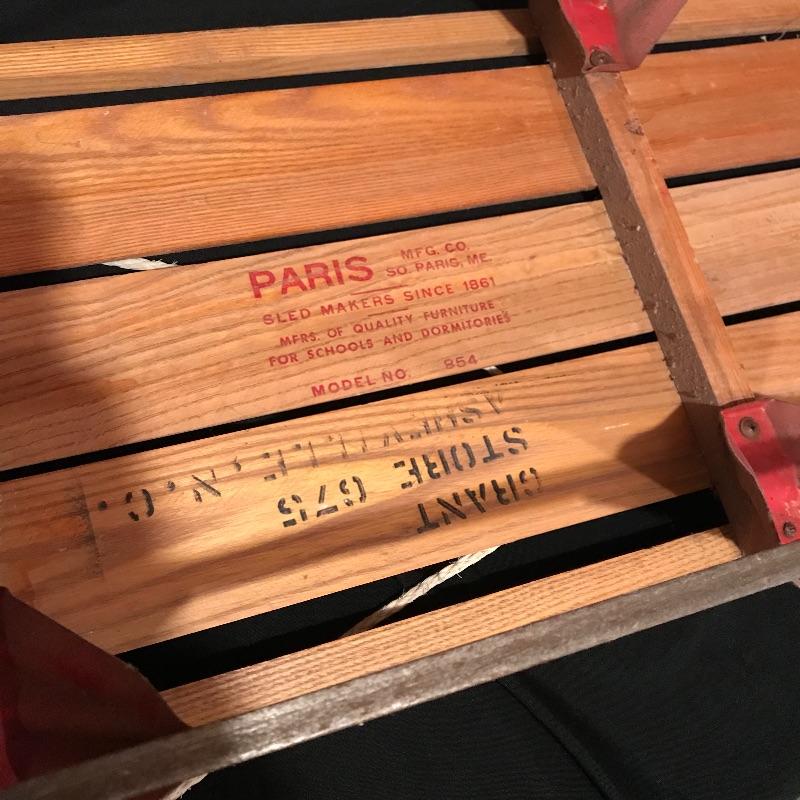 PARIS MFG. CO.
SO. PARIS, ME.
SLED MAKERS SINCE 1861
MFRS. OF QUALITY FURNITURE
FOR SCHOOLS AND DORMITORIES
MODEL NO. 854
GRANT
STORE 675
ASHEVILLE, N.C.